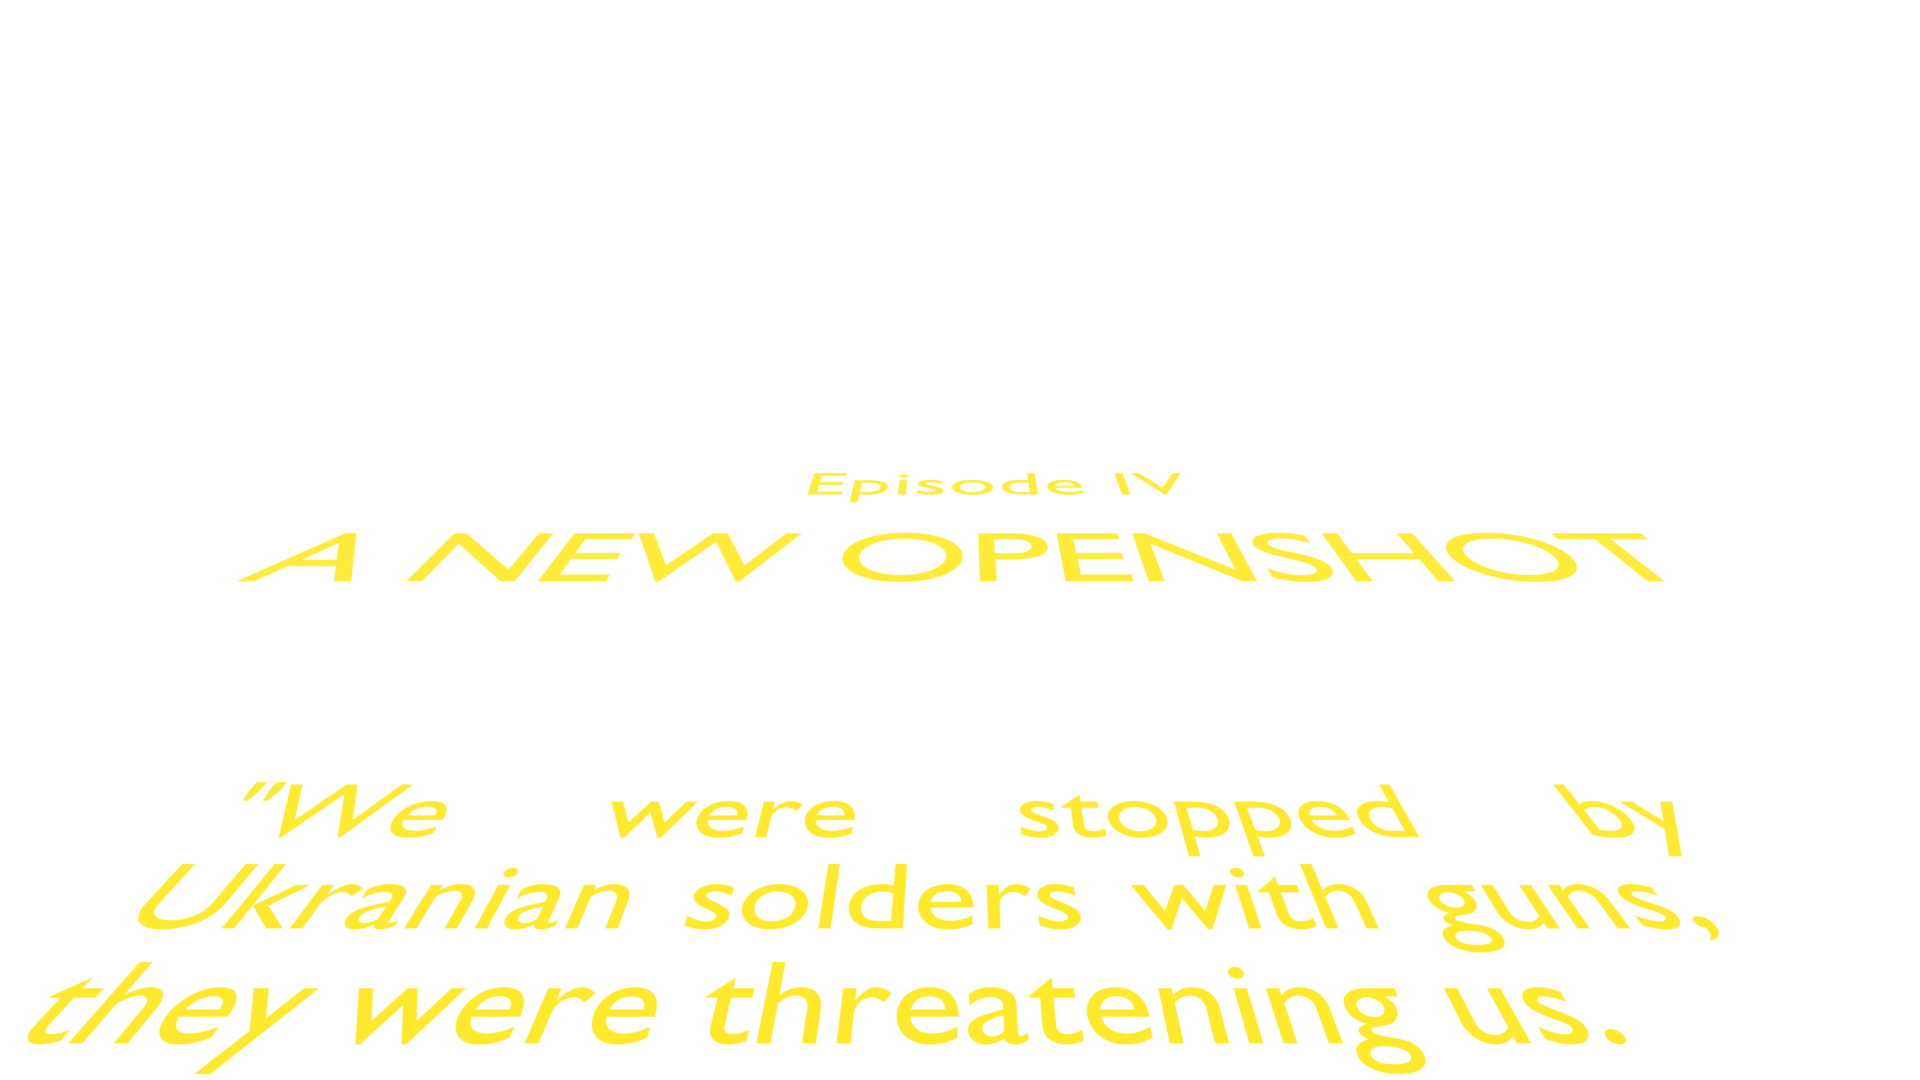 Episode IV
A NEW OPENSHOT
"We were stopped by
Ukranian solders with guns,
they were threatening us.